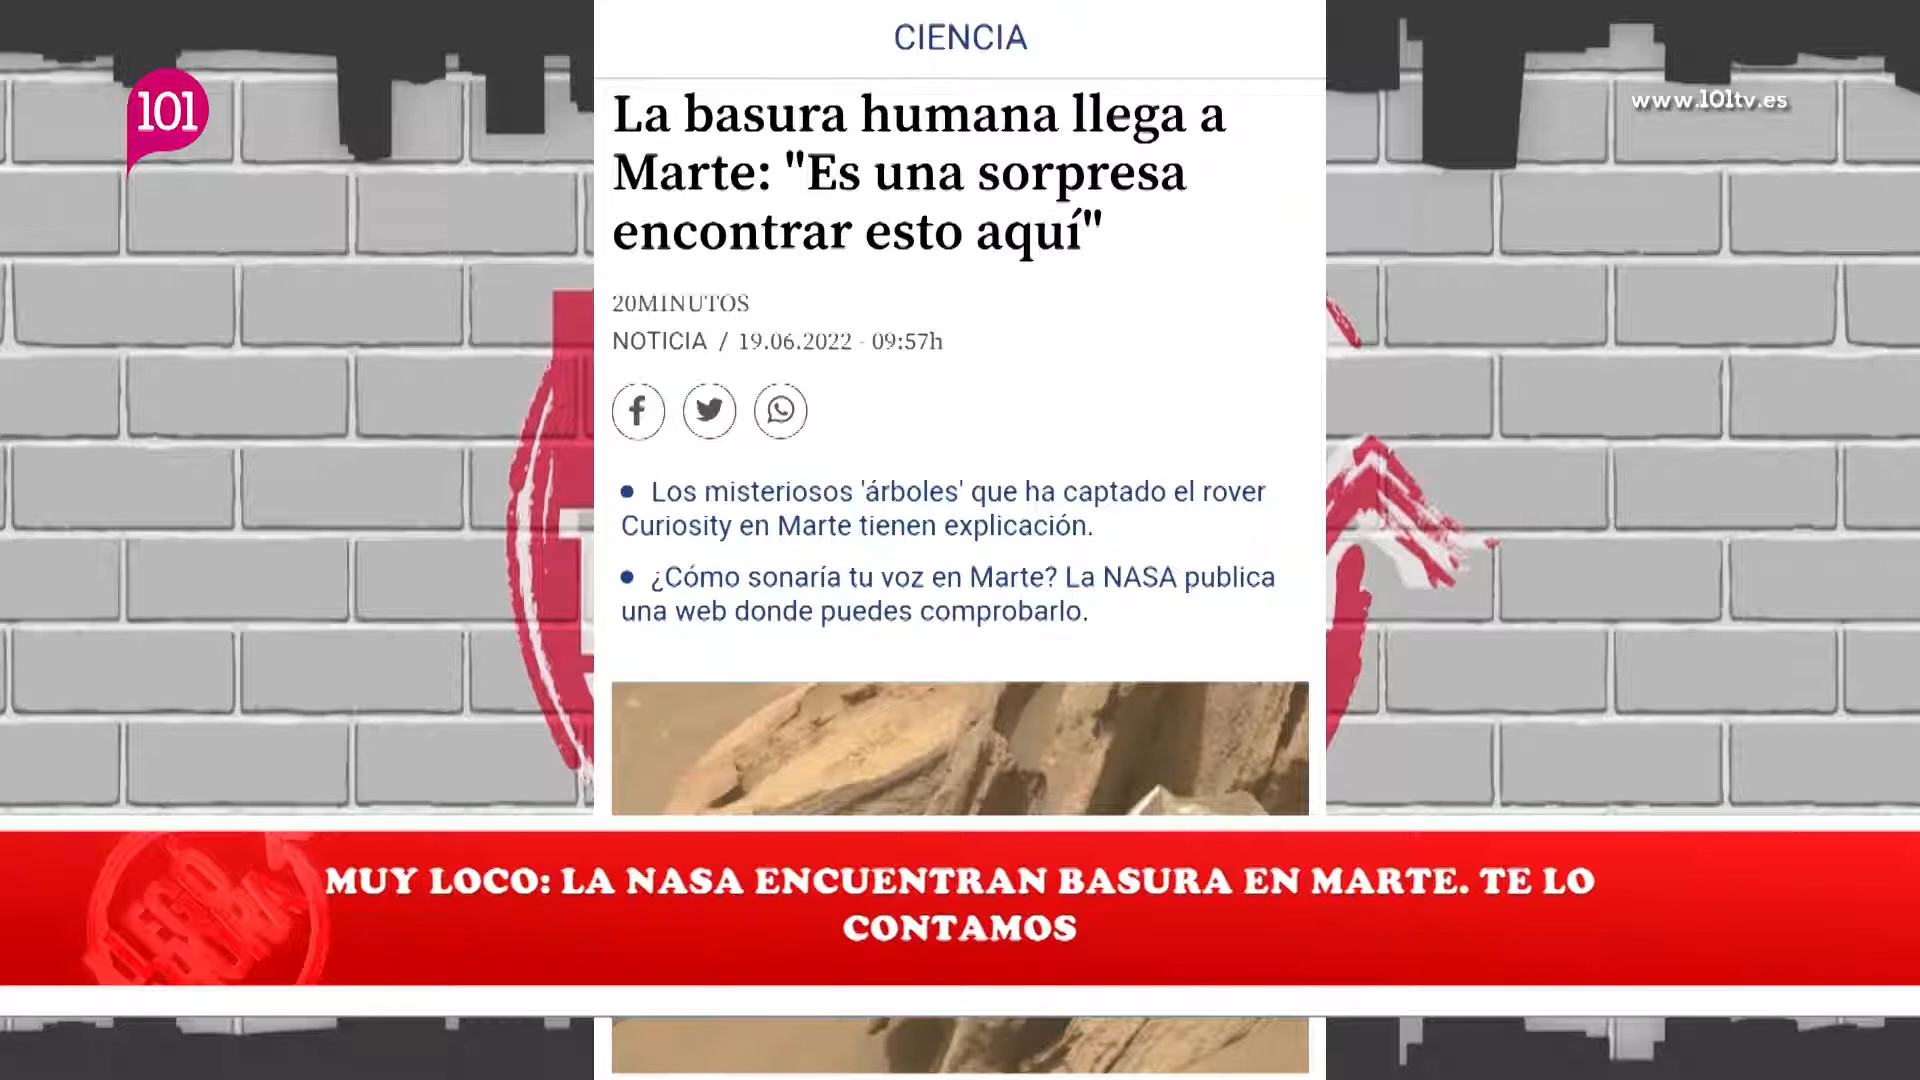 CIENCIA
101
www.101tv.es
La basura humana llega a
Marte: "Es una sorpresa
encontrar esto aquí"
20MINUTOS
NOTICIA / 19.06.2022 - 09:57h
• Los misteriosos 'árboles' que ha captado el rover
Curiosity en Marte tienen explicación.
• ¿Cómo sonaría tu voz en Marte? La NASA publica
una web donde puedes comprobarlo.
MUY LOCO: LA NASA ENCUENTRAN BASURA EN MARTE. TE LO
CONTAMOS